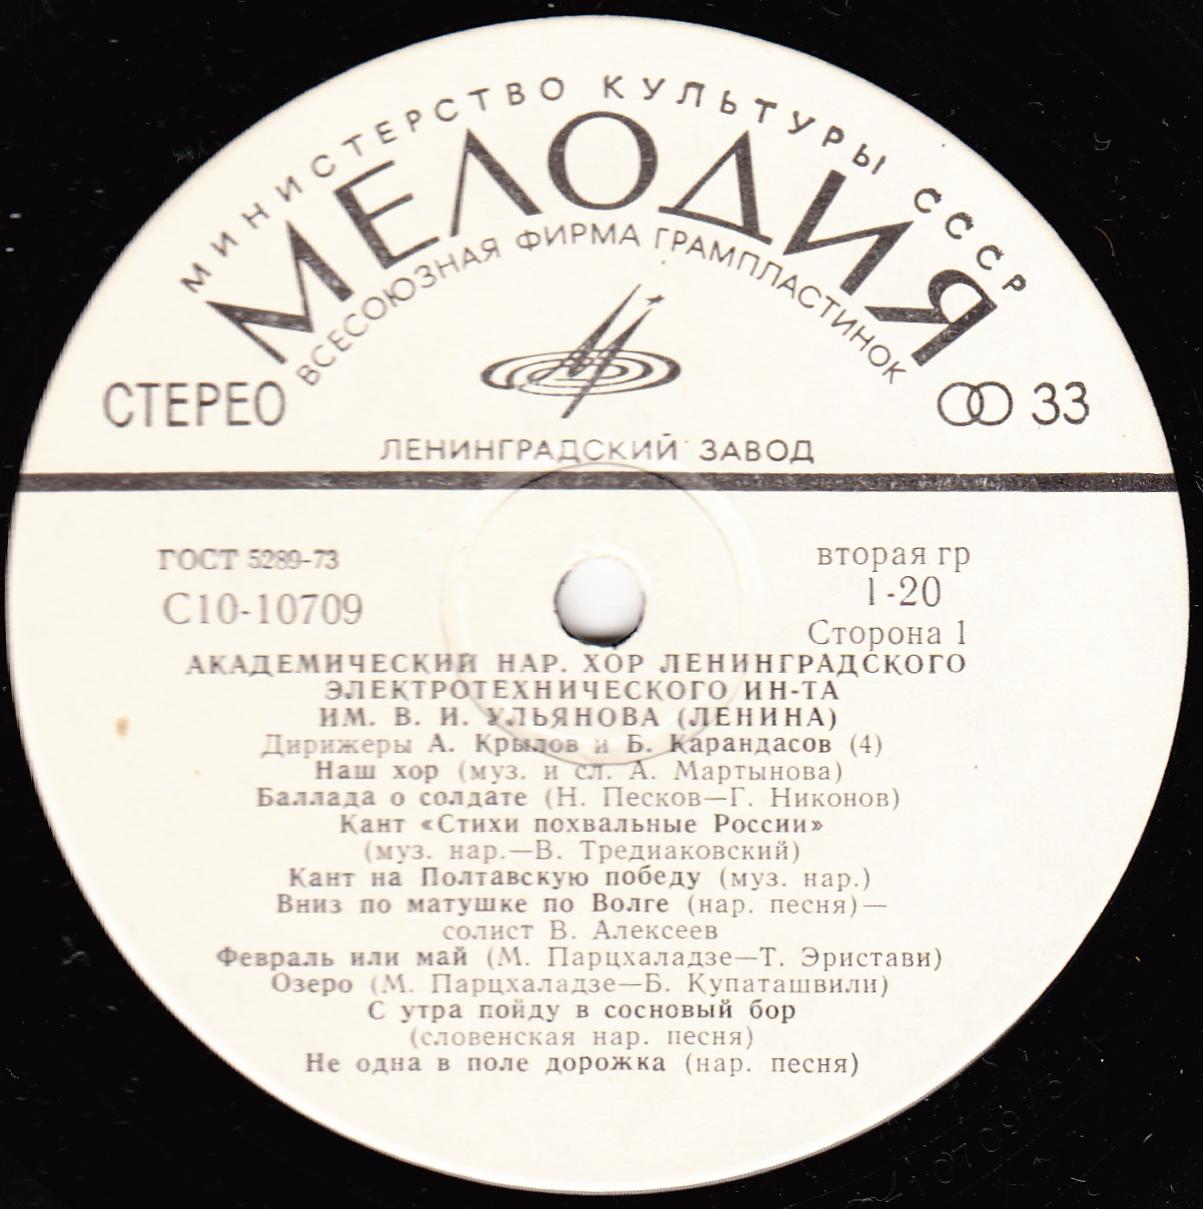 МИНИСТЕРСТВО КУЛЬТУРЫ СССР
МЕЛОДИЯ
ВСЕСОЮЗНАЯ ФИРМА ГРАМПЛАСТИНОК
СТЕРЕО
33
ЛЕНИНГРАДСКИЙ ЗАВОД
ГОСТ 5289-73
вторая гр
С10-10709
1-20
Сторона 1
АКАДЕМИЧЕСКИЙ НАР. ХОР ЛЕНИНГРАДСКОГО
ЭЛЕКТРОТЕХНИЧЕСКОГО ИН-ТА
ИМ. В. И. УЛЬЯНОВА (ЛЕНИНА)
Дирижеры А. Крылов и Б. Карандасов (4)
Наш хор (муз. и сл. А. Мартынова)
Баллада о солдате (Н. Песков—Г. Никонов)
Кант «Стихи похвальные России»
(муз. нар.—В. Тредиаковский)
Кант на Полтавскую победу (муз. нар.)
Вниз по матушке по Волге (нар. песня)—
солист В. Алексеев
Февраль или май (М. Парцхаладзе—Т. Эристави)
Озеро (М. Парцхаладзе—Б. Купаташвили)
С утра пойду в сосновый бор
(словенская нар. песня)
Не одна в поле дорожка (нар. песня)